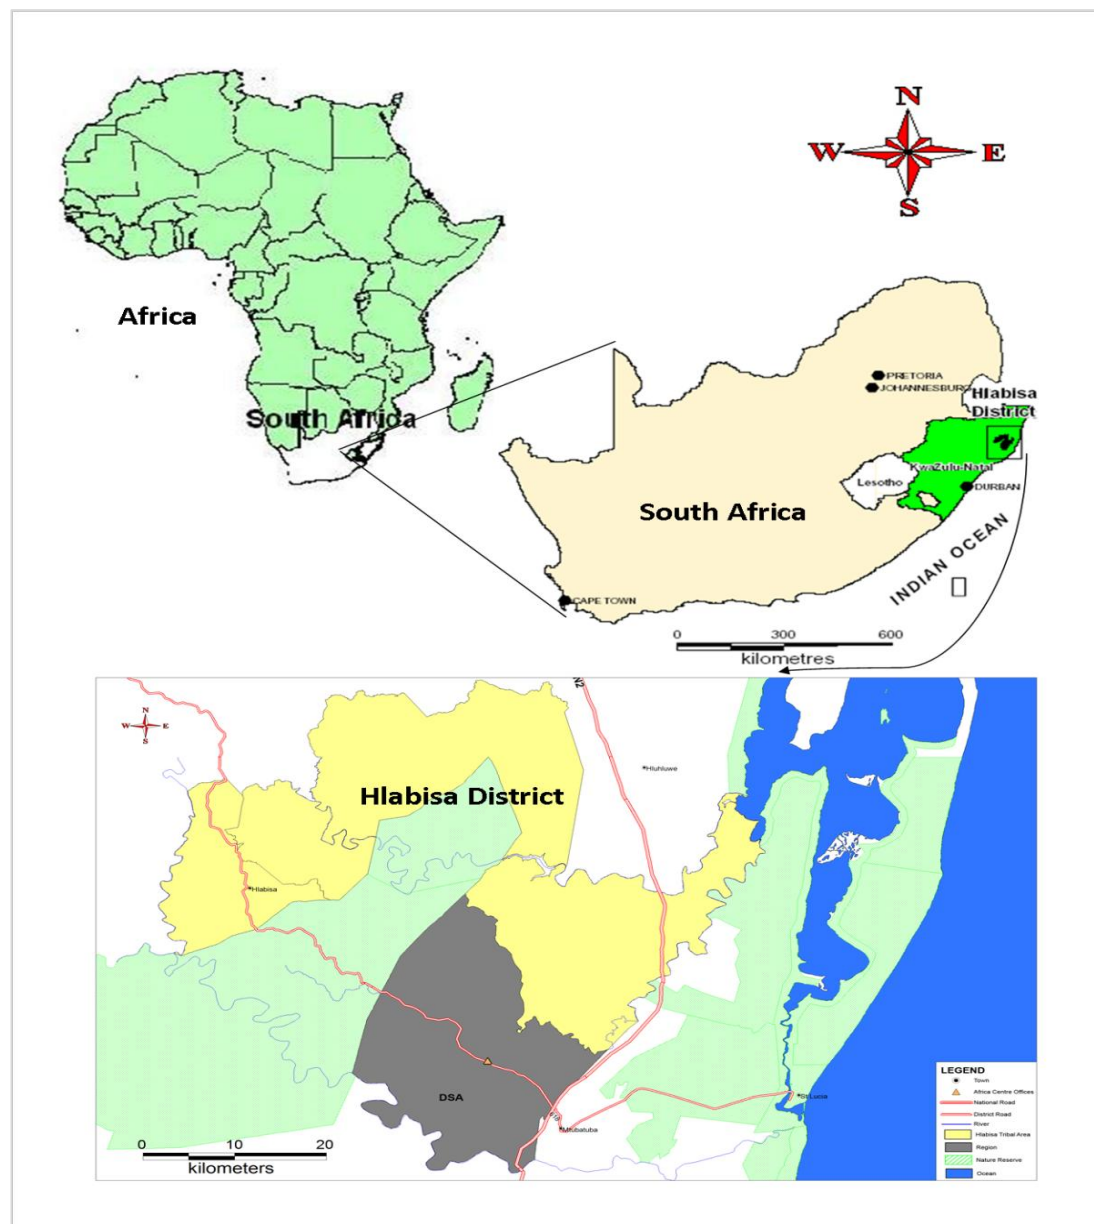 N
W E
S
Africa
South Africa
PRETORIA
JOHANNESBURG
Hlabisa
District
KwaZulu-Natal
Lesotho
DURBAN
South Africa
INDIAN OCEAN
CAPE TOWN
0 300 600
kilometres
N2
N
W E
S
Hluhluwe
Hlabisa District
Hlabisa
DSA
Mtubatuba
St Lucia
0 10 20
kilometers
LEGEND
Town
Africa Centre Offices
National Road
District Road
River
Hlabisa Tribal Area
Region
Nature Reserve
Ocean